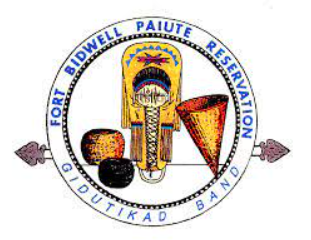 FORT BIDWELL PAIUTE RESERVATION
GIDUTIKAD BAND